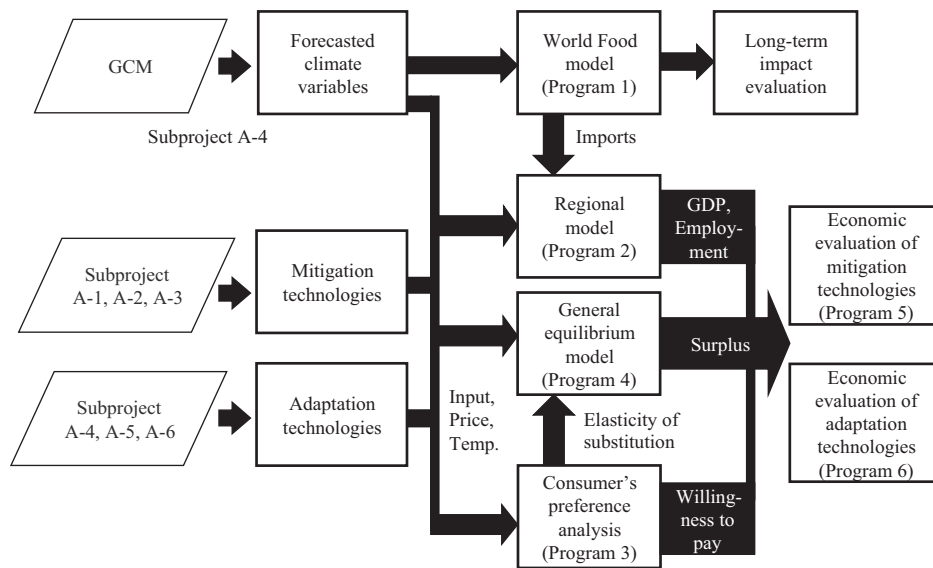 GCM
Forecasted
climate
variables
World Food
model
(Program 1)
Long-term
impact
evaluation
Subproject A-4
Imports
Regional
model
(Program 2)
GDP,
Employ-
ment
Economic
evaluation of
mitigation
technologies
(Program 5)
Subproject
A-1, A-2, A-3
Mitigation
technologies
General
equilibrium
model
(Program 4)
Surplus
Subproject
A-4, A-5, A-6
Adaptation
technologies
Input,
Price,
Temp.
Elasticity of
substitution
Economic
evaluation of
adaptation
technologies
(Program 6)
Consumer’s
preference
analysis
(Program 3)
Willing-
ness to
pay